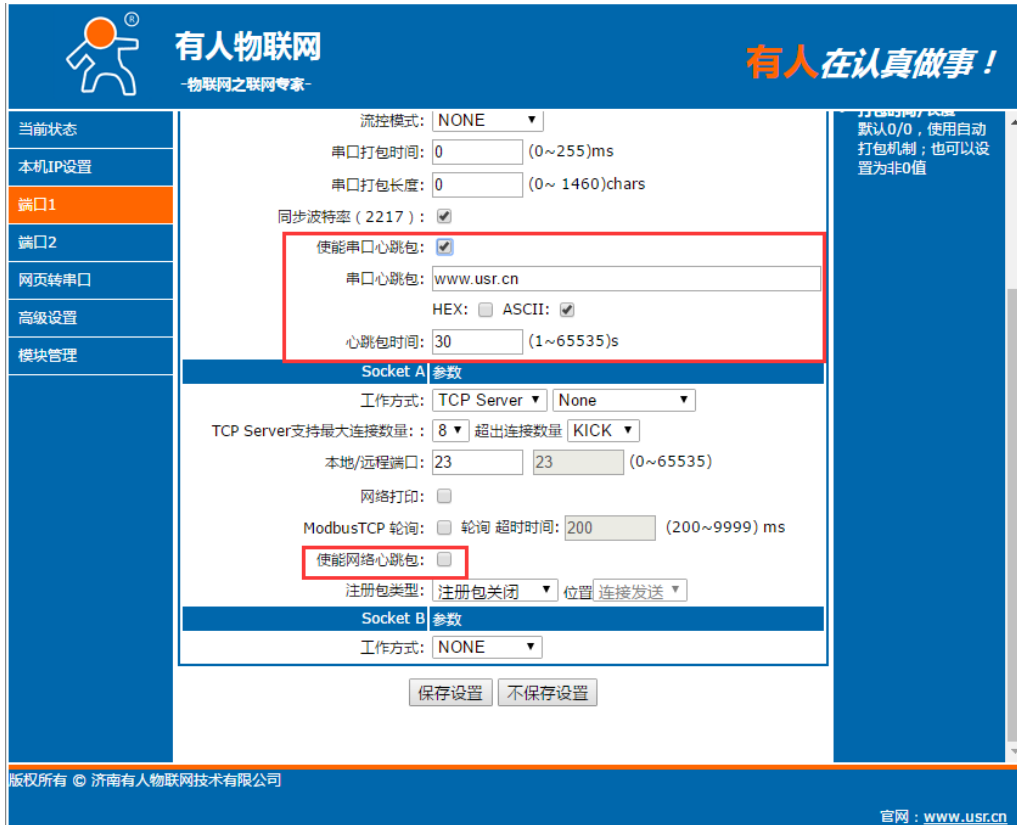 ®
有人物联网
-物联网之联网专家-
有人在认真做事！
当前状态
本机IP设置
端口1
端口2
网页转串口
高级设置
模块管理
流控模式: NONE
串口打包时间: 0 (0~255)ms
串口打包长度: 0 (0~ 1460)chars
同步波特率 ( 2217 ) :
使能串口心跳包:
串口心跳包: www.usr.cn
HEX: ASCII:
心跳包时间: 30 (1~65535)s
Socket A 参数
工作方式: TCP Server None
TCP Server支持最大连接数量: : 8 超出连接数量 KICK
本地/远程端口: 23 23 (0~65535)
网络打印:
ModbusTCP 轮询: 轮询 超时时间: 200 (200~9999) ms
使能网络心跳包:
注册包类型: 注册包关闭 位置 连接发送
Socket B 参数
工作方式: NONE
保存设置 不保存设置
打包时间/长度
默认0/0，使用自动
打包机制；也可以设
置为非0值
版权所有 © 济南有人物联网技术有限公司
官网：www.usr.cn